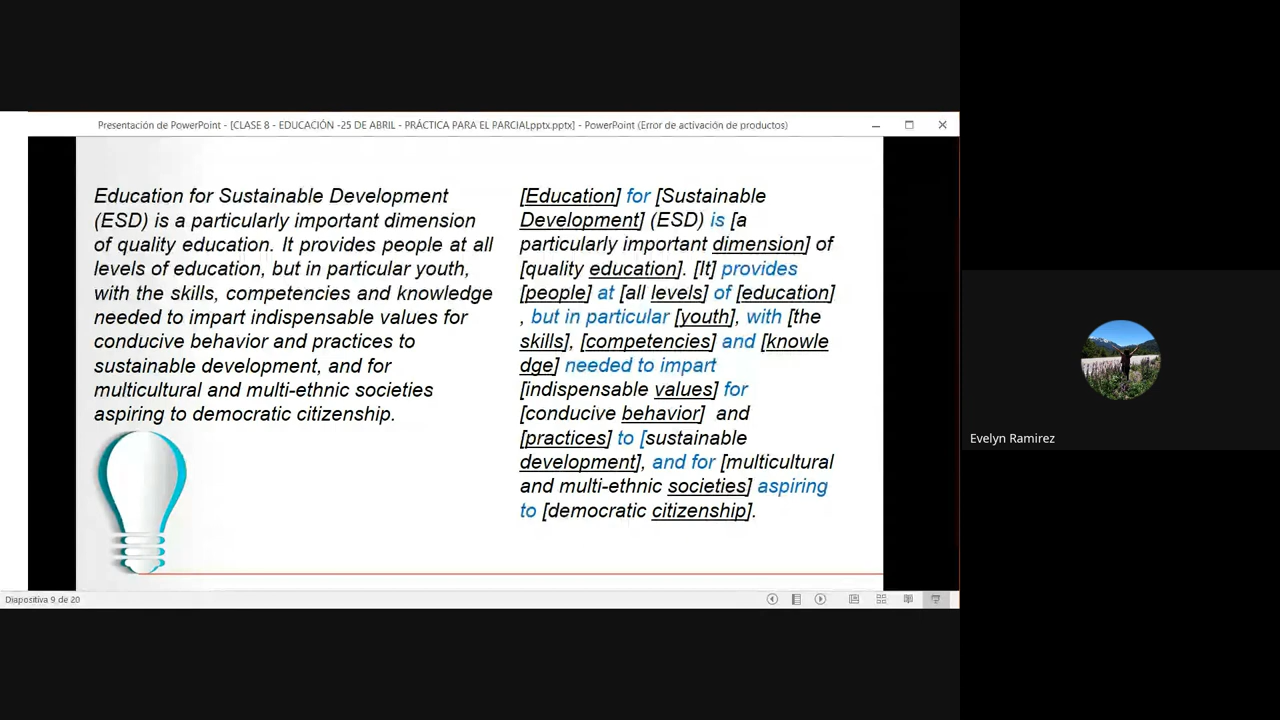 Presentación de PowerPoint - [CLASE 8 - EDUCACIÓN -25 DE ABRIL - PRÁCTICA PARA EL PARCIALpptx.pptx] - PowerPoint (Error de activación de productos)
Education for Sustainable Development
(ESD) is a particularly important dimension
of quality education. It provides people at all
levels of education, but in particular youth,
with the skills, competencies and knowledge
needed to impart indispensable values for
conducive behavior and practices to
sustainable development, and for
multicultural and multi-ethnic societies
aspiring to democratic citizenship.
[Education] for [Sustainable
Development] (ESD) is [a
particularly important dimension] of
[quality education]. [It] provides
[people] at [all levels] of [education]
, but in particular [youth], with [the
skills], [competencies] and [knowle
dge] needed to impart
[indispensable values] for
[conducive behavior] and
[practices] to [sustainable
development], and for [multicultural
and multi-ethnic societies] aspiring
to [democratic citizenship].
Evelyn Ramirez
Diapositiva 9 de 20